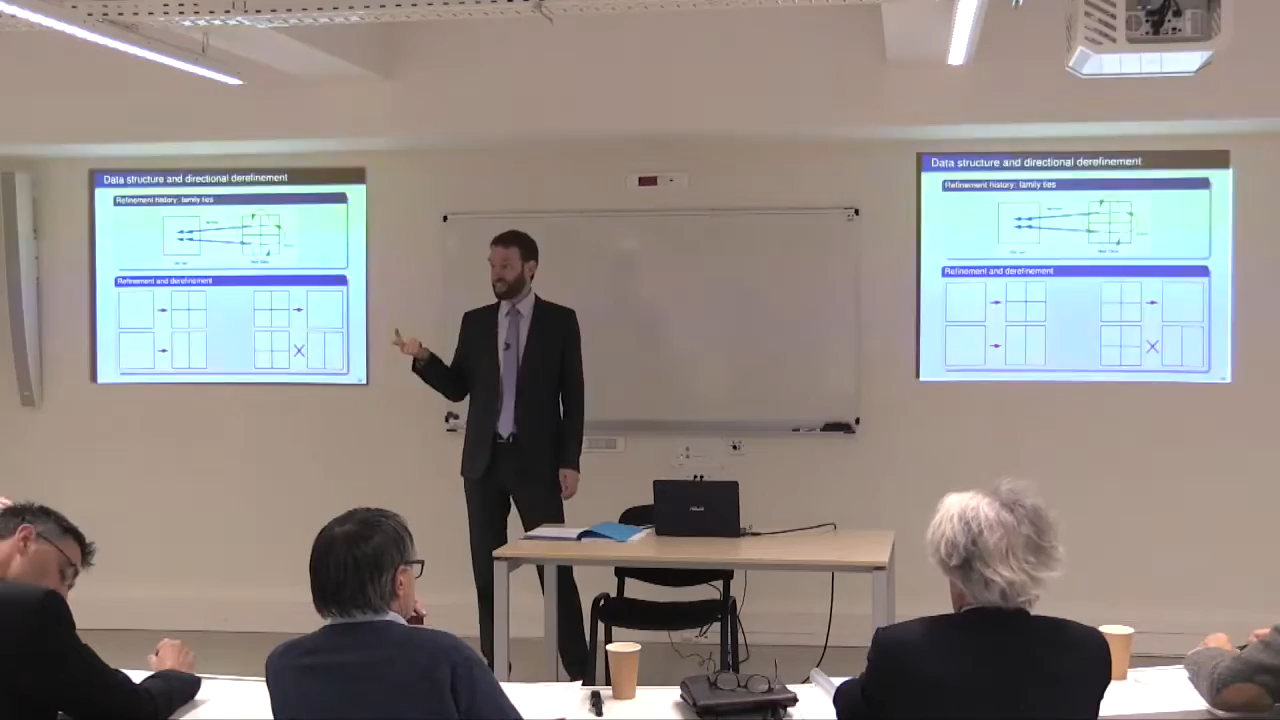 Data structure and directional derefinement
Refinement history: family ties
Refinement and derefinement
Data structure and directional derefinement
Refinement history: family ties
Refinement and derefinement
ASUS